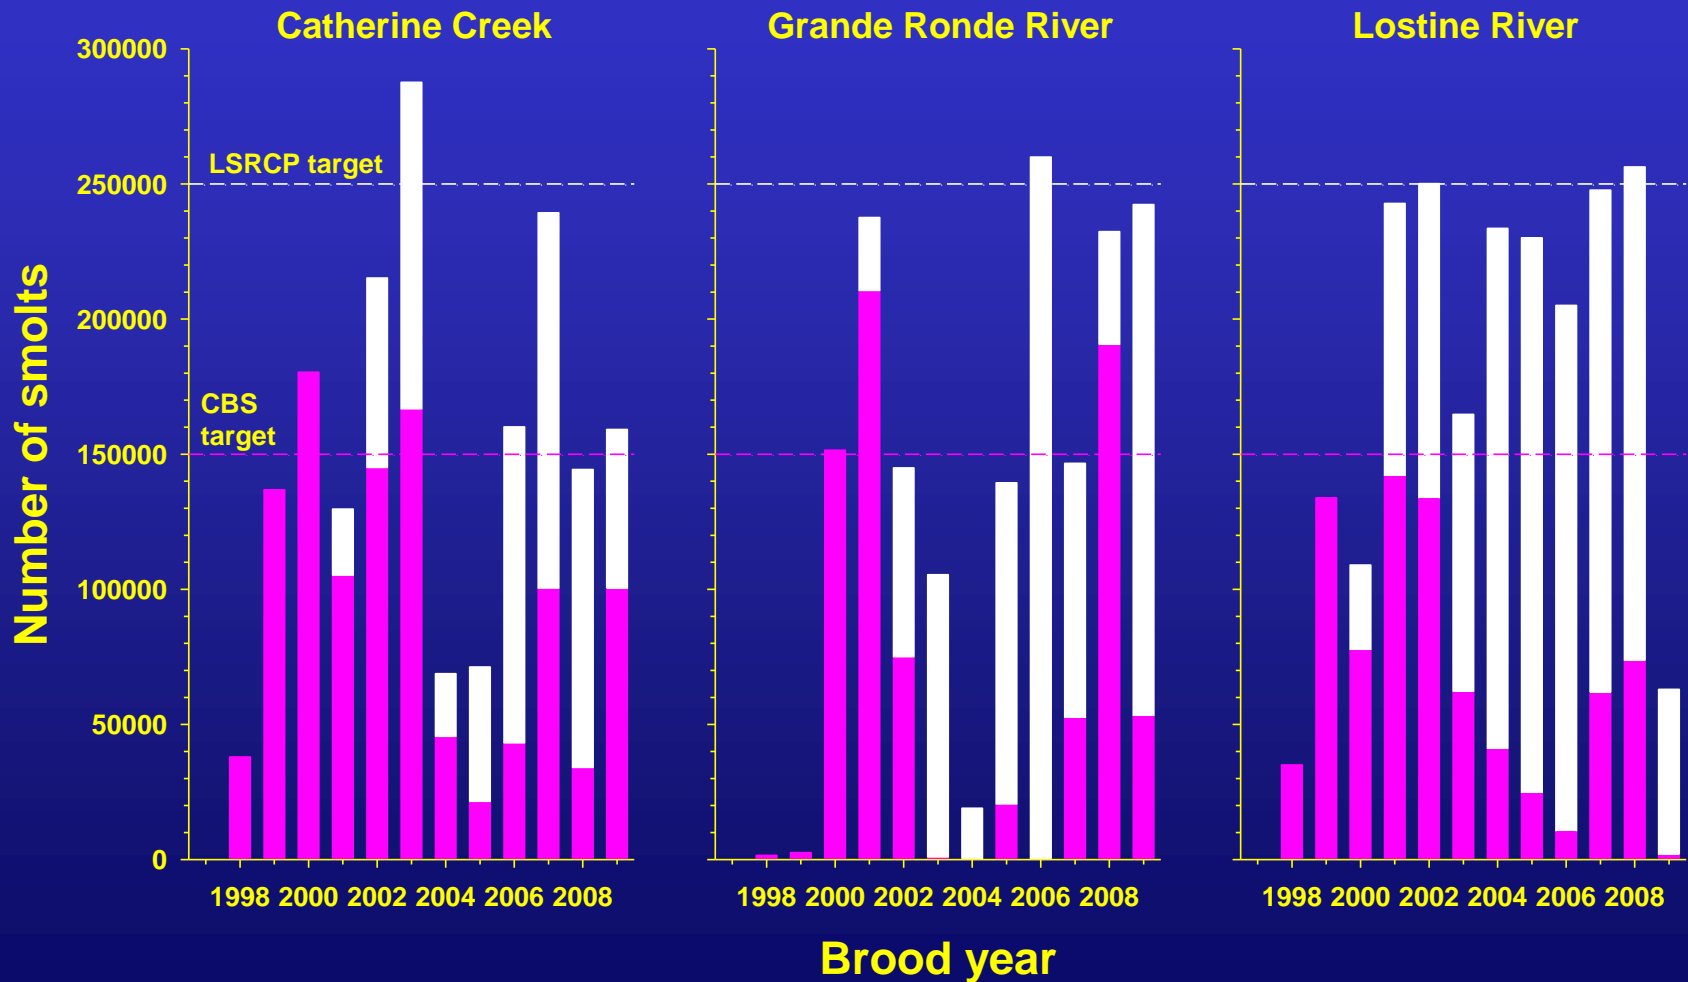 Catherine Creek
Grande Ronde River
Lostine River
300000
250000
200000
150000
100000
50000
0
LSRCP target
CBS
target
Number of smolts
1998 2000 2002 2004 2006 2008
1998 2000 2002 2004 2006 2008
1998 2000 2002 2004 2006 2008
Brood year